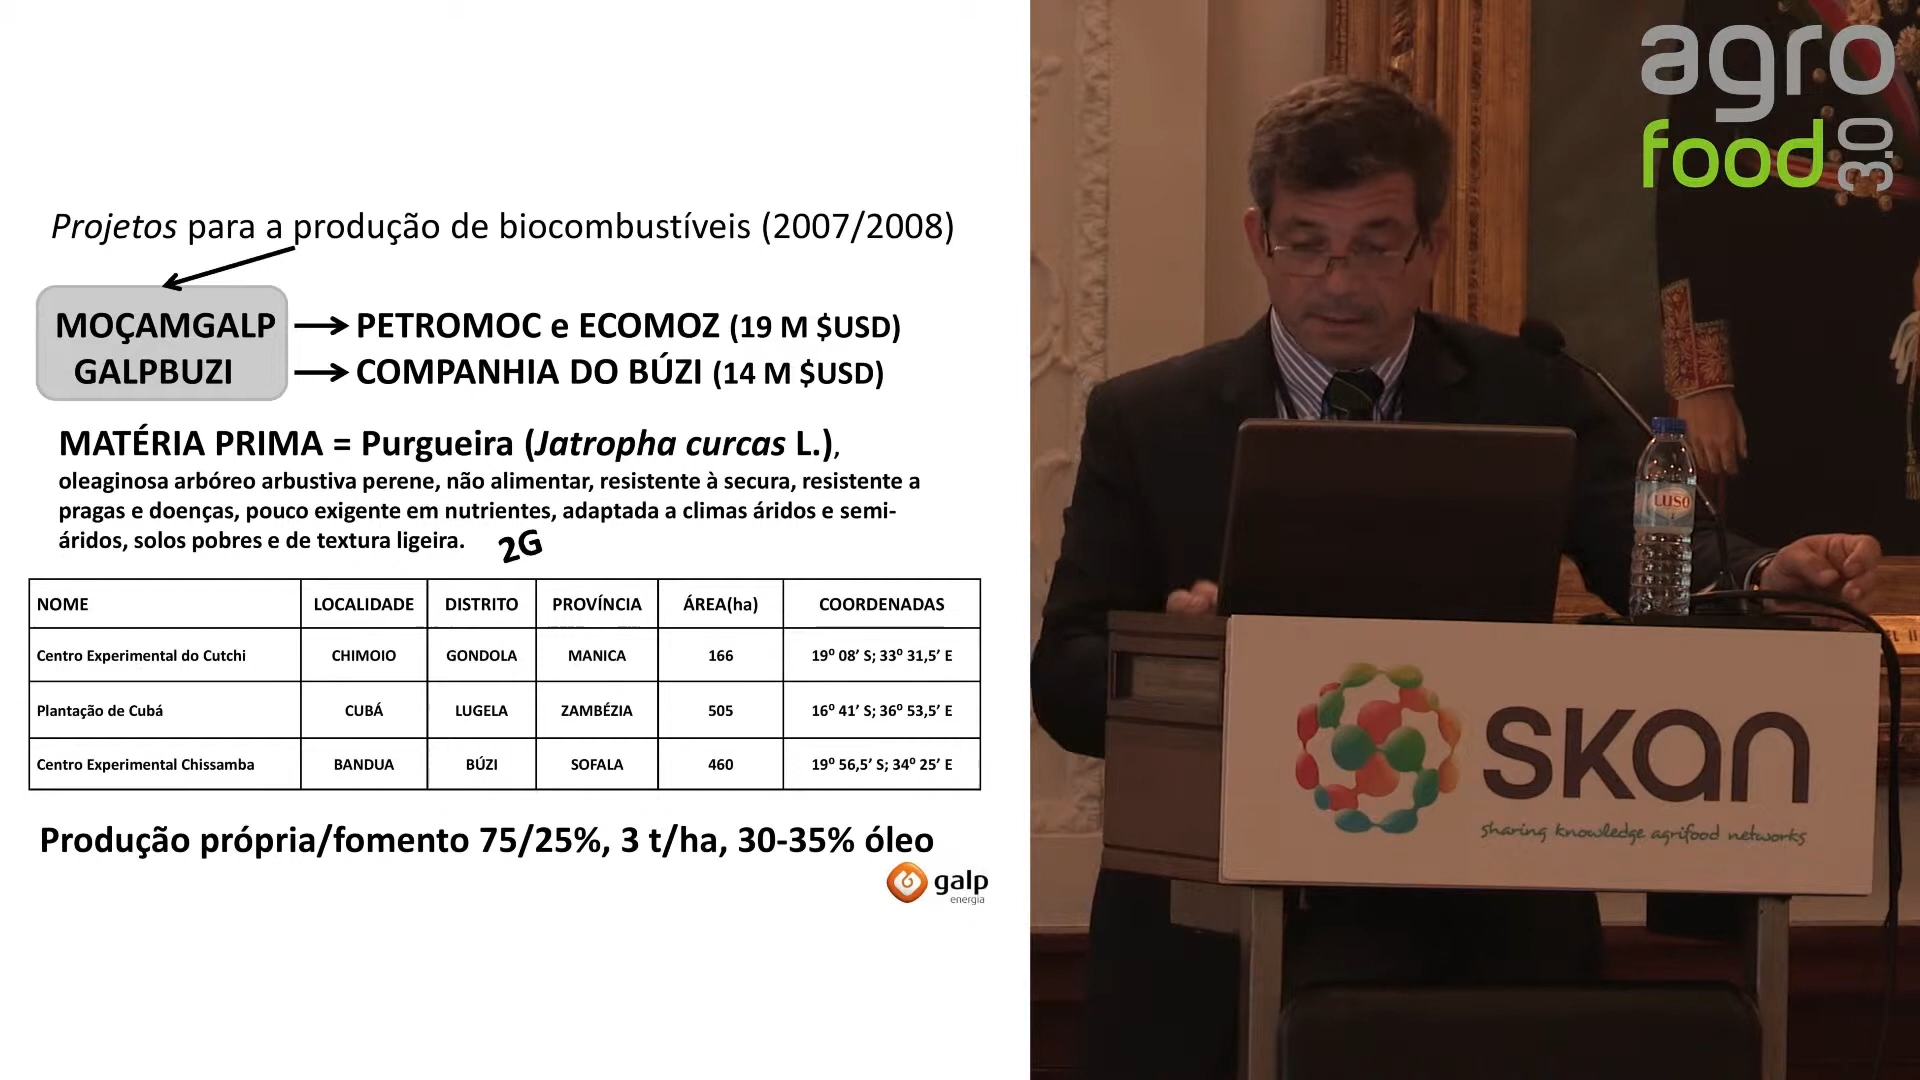 Projetos para a produção de biocombustíveis (2007/2008)
MOÇAMGALP → PETROMOC e ECOMOZ (19 M $USD)
GALPBUZI → COMPANHIA DO BÚZI (14 M $USD)
MATÉRIA PRIMA = Purgueira (Jatropha curcas L.),
oleaginosa arbóreo arbustiva perene, não alimentar, resistente à secura, resistente a
pragas e doenças, pouco exigente em nutrientes, adaptada a climas áridos e semi-
áridos, solos pobres e de textura ligeira.
2G
NOME LOCALIDADE DISTRITO PROVÍNCIA ÁREA(ha) COORDENADAS
Centro Experimental do Cutchi CHIMOIO GONDOLA MANICA 166 19º 08’ S; 33º 31,5’ E
Plantação de Cubá CUBÁ LUGELA ZAMBÉZIA 505 16º 41’ S; 36º 53,5’ E
Centro Experimental Chissamba BANDUA BÚZI SOFALA 460 19º 56,5’ S; 34º 25’ E
Produção própria/fomento 75/25%, 3 t/ha, 30-35% óleo
galp
energia
agro
food
3.0
LUSO
skan
sharing knowledge agrifood networks